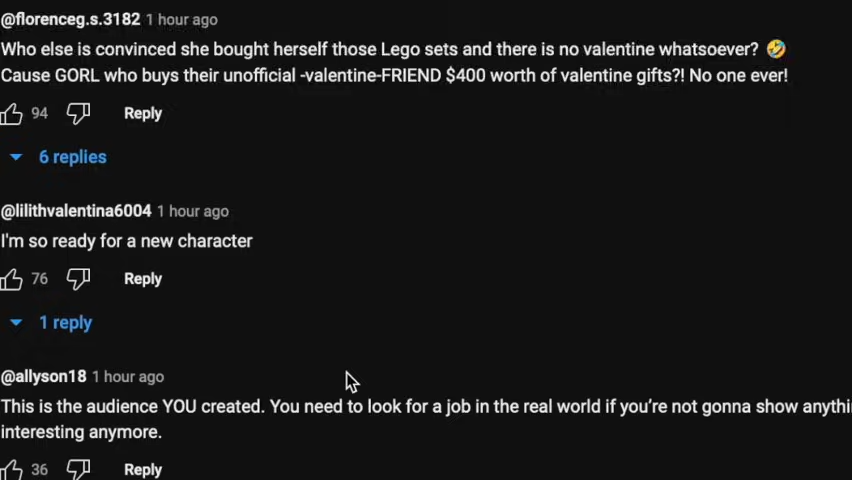 @florenceg.s.3182 1 hour ago
Who else is convinced she bought herself those Lego sets and there is no valentine whatsoever? 🤣
Cause GORL who buys their unofficial -valentine-FRIEND $400 worth of valentine gifts?! No one ever!
94 Reply
6 replies
@lilithvalentina6004 1 hour ago
I'm so ready for a new character
76 Reply
1 reply
@allyson18 1 hour ago
This is the audience YOU created. You need to look for a job in the real world if you're not gonna show anythin
interesting anymore.
36 Reply